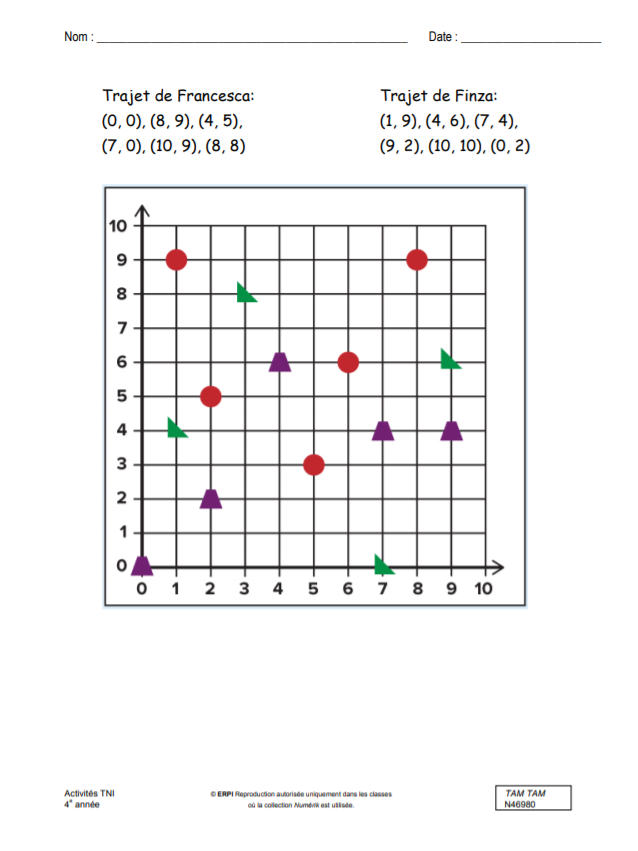 Nom : ______________________ Date : ______________________
Trajet de Francesca:
(0, 0), (8, 9), (4, 5),
(7, 0), (10, 9), (8, 8)
Trajet de Finza:
(1, 9), (4, 6), (7, 4),
(9, 2), (10, 10), (0, 2)
10
9
8
7
6
5
4
3
2
1
0
0 1 2 3 4 5 6 7 8 9 10
Activités TNI
4e année
© ERPI Reproduction autorisée uniquement dans les classes
où la collection Numérik est utilisée.
TAM TAM
N46980